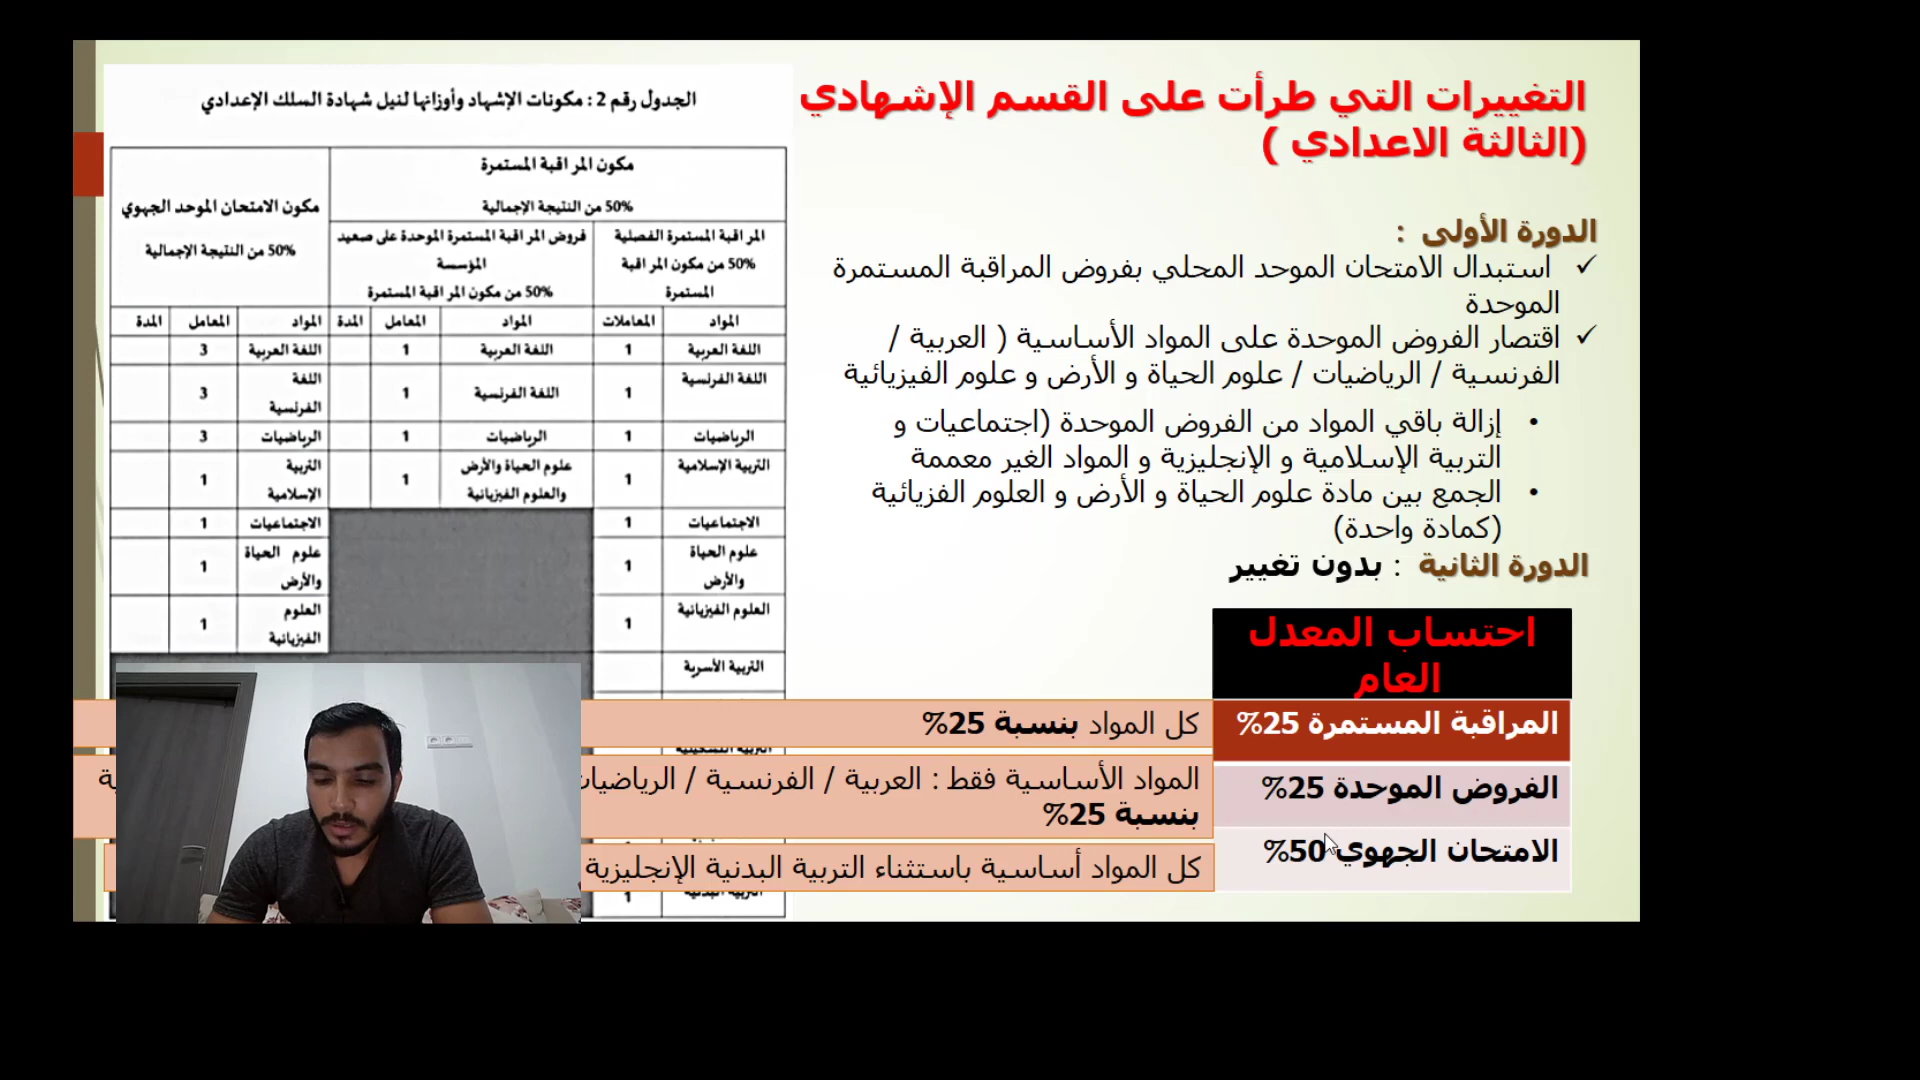 التغييرات التي طرأت على القسم الإشهادي
(الثالثة الاعدادي )
الدورة الأولى :
✓ استبدال الامتحان الموحد المحلي بفروض المراقبة المستمرة
الموحدة
✓ اقتصار الفروض الموحدة على المواد الأساسية ( العربية /
الفرنسية / الرياضيات / علوم الحياة و الأرض و علوم الفيزيائية
• إزالة باقي المواد من الفروض الموحدة (اجتماعيات و
التربية الإسلامية و الإنجليزية و المواد الغير معممة
• الجمع بين مادة علوم الحياة و الأرض و العلوم الفزيائية
(كمادة واحدة)
الدورة الثانية : بدون تغيير
احتساب المعدل
العام
المراقبة المستمرة 25% كل المواد بنسبة 25%
الفروض الموحدة 25% المواد الأساسية فقط : العربية / الفرنسية /
بنسبة 25%
الامتحان الجهوي 50% كل المواد أساسية باستثناء التربية البدنية الإنجليزية
الجدول رقم 2 : مكونات الإشهاد وأوزانها لنيل شهادة السلك الإعدادي
مكون المراقبة المستمرة
50% من النتيجة الإجمالية
مكون الامتحان الموحد الجهوي
50% من النتيجة الإجمالية
المراقبة المستمرة الفصلية
50% من مكون المراقبة
المستمرة
فروض المراقبة المستمرة الموحدة على صعيد
المؤسسة
50% من مكون المراقبة المستمرة
المواد المعاملات المواد المعامل المدة المواد المعامل المدة
اللغة العربية 1 اللغة العربية 1 اللغة العربية 3
اللغة الفرنسية 1 اللغة الفرنسية 1 اللغة
الفرنسية 3
الرياضيات 1 الرياضيات 1 الرياضيات 3
التربية الإسلامية 1 علوم الحياة والأرض
والعلوم الفيزيائية 1 التربية
الإسلامية 1
الاجتماعيات 1 الاجتماعيات 1
علوم الحياة
والأرض 1 علوم الحياة
والأرض 1
العلوم الفيزيائية 1 العلوم
الفيزيائية 1
التربية الأسرية
1